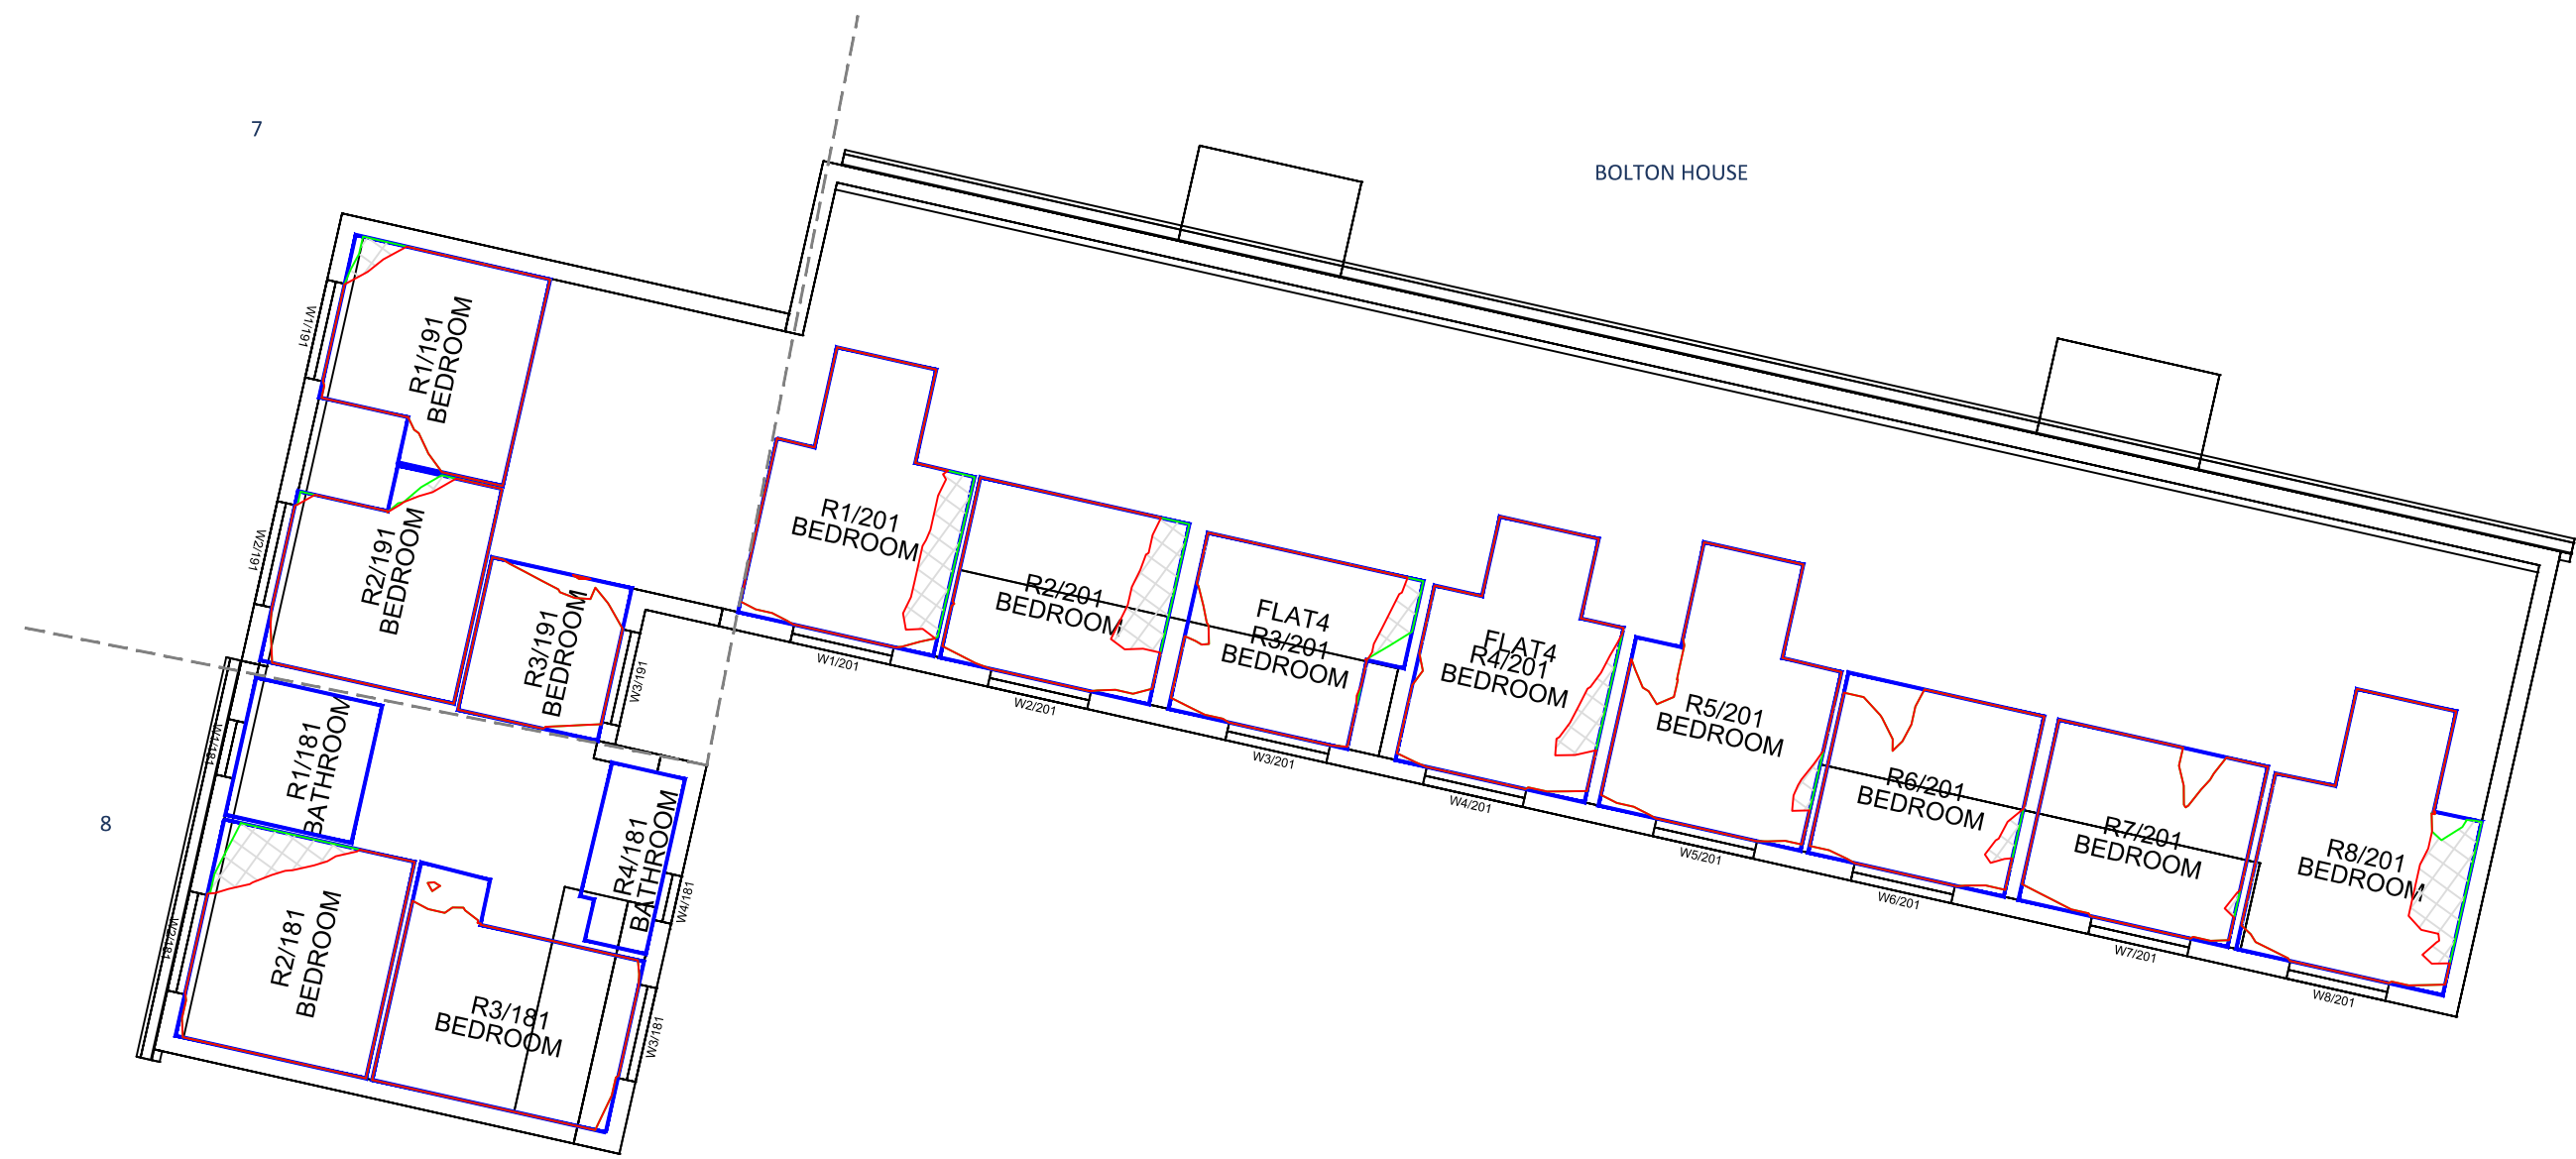 7
BOLTON HOUSE
W1/191
R1/191
BEDROOM
W2/191
R2/191
BEDROOM
R3/191
BEDROOM
W3/191
R1/201
BEDROOM
W1/201
R2/201
BEDROOM
W2/201
FLAT4
R3/201
BEDROOM
W3/201
FLAT4
R4/201
BEDROOM
W4/201
R5/201
BEDROOM
W5/201
R6/201
BEDROOM
W6/201
R7/201
BEDROOM
W7/201
R8/201
BEDROOM
W8/201
8
W1/181
R1/181
BATHROOM
R4/181
BATHROOM
W4/181
W2/181
R2/181
BEDROOM
R3/181
BEDROOM
W3/181